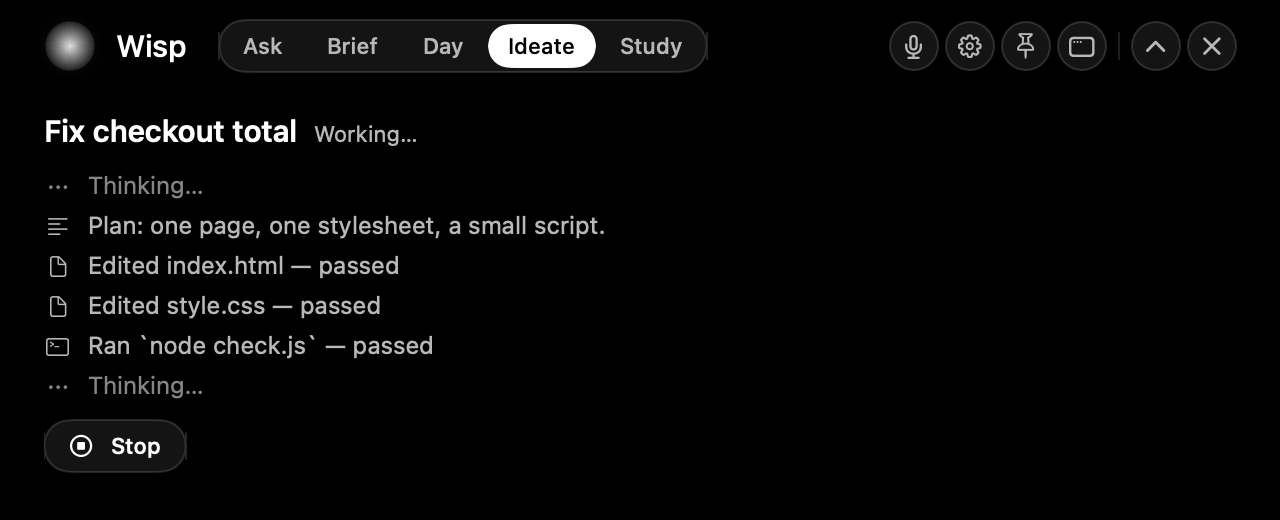 Wisp Ask Brief Day Ideate Study
Fix checkout total Working...
Thinking...
Plan: one page, one stylesheet, a small script.
Edited index.html — passed
Edited style.css — passed
Ran `node check.js` — passed
Thinking...
Stop